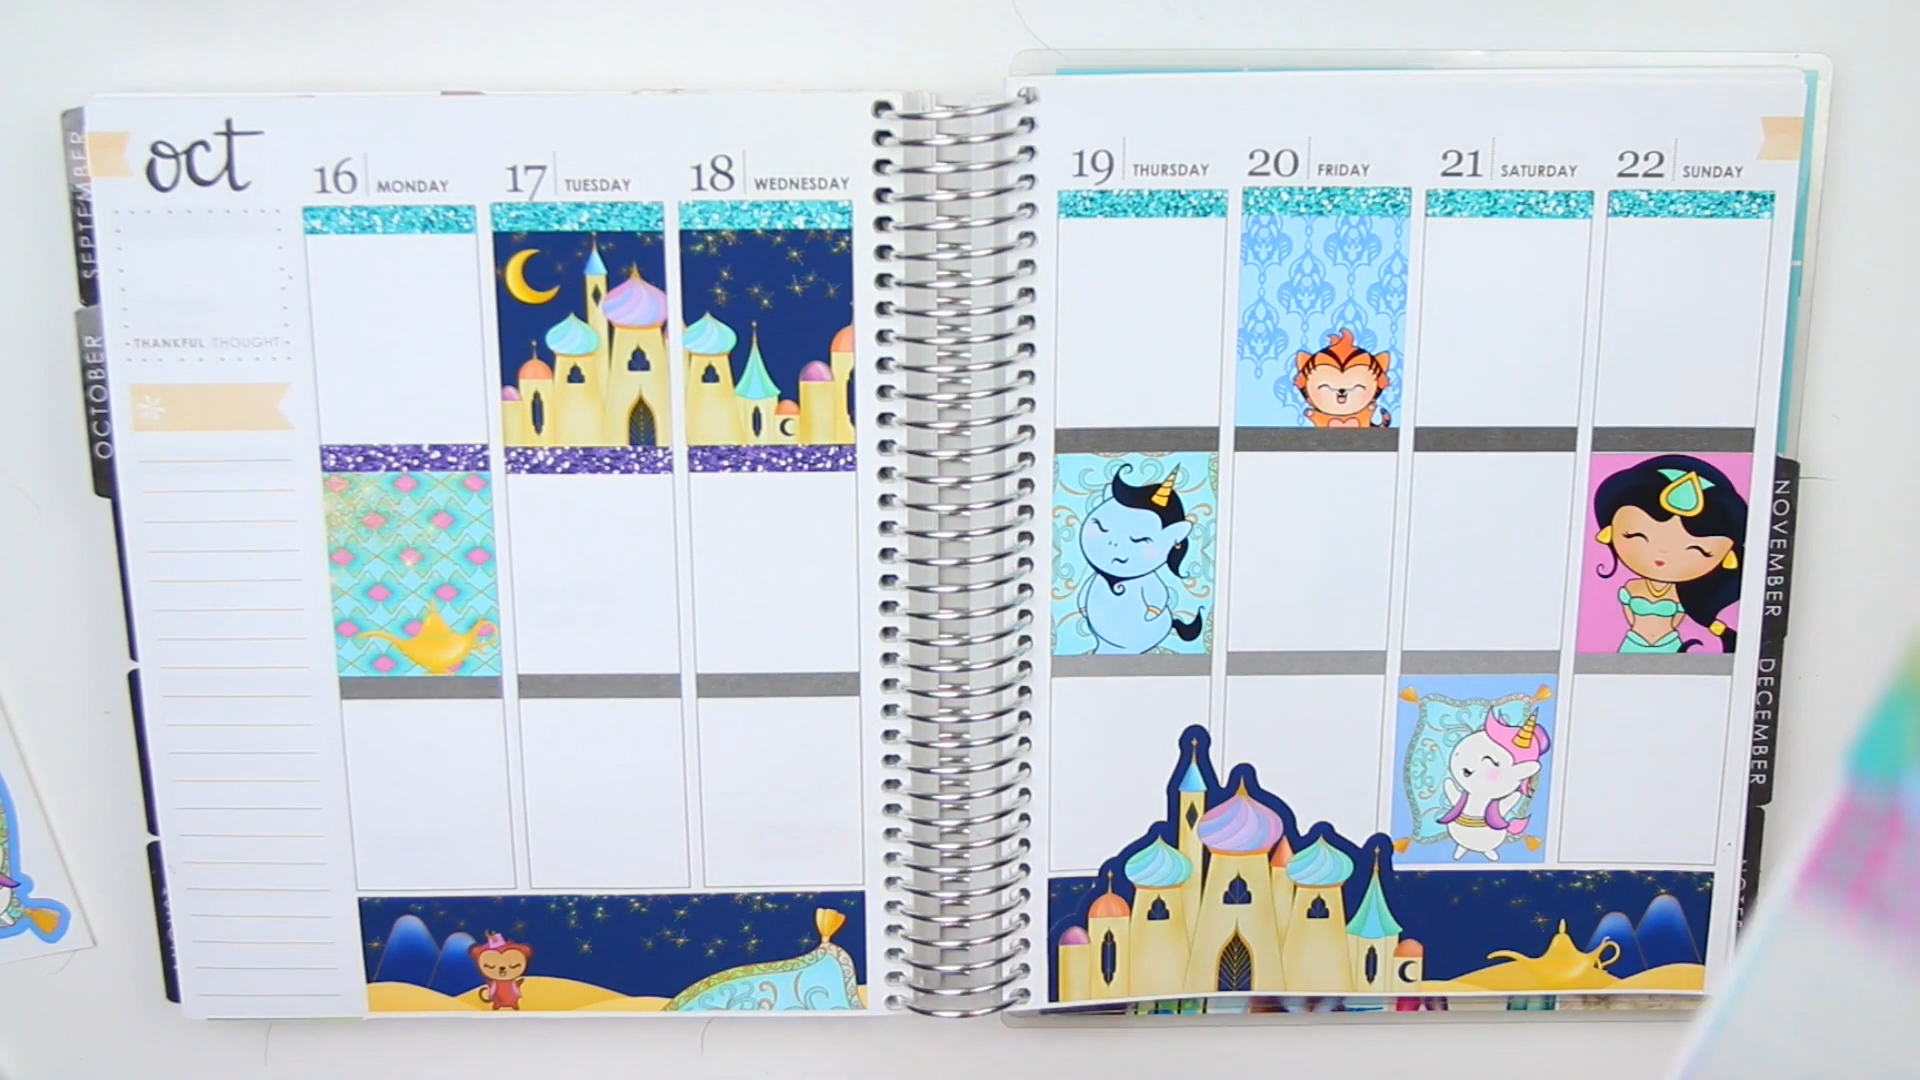 oct
16 MONDAY
17 TUESDAY
18 WEDNESDAY
19 THURSDAY
20 FRIDAY
21 SATURDAY
22 SUNDAY
THANKFUL THOUGHT
SEPTEMBER
OCTOBER
NOVEMBER
DECEMBER